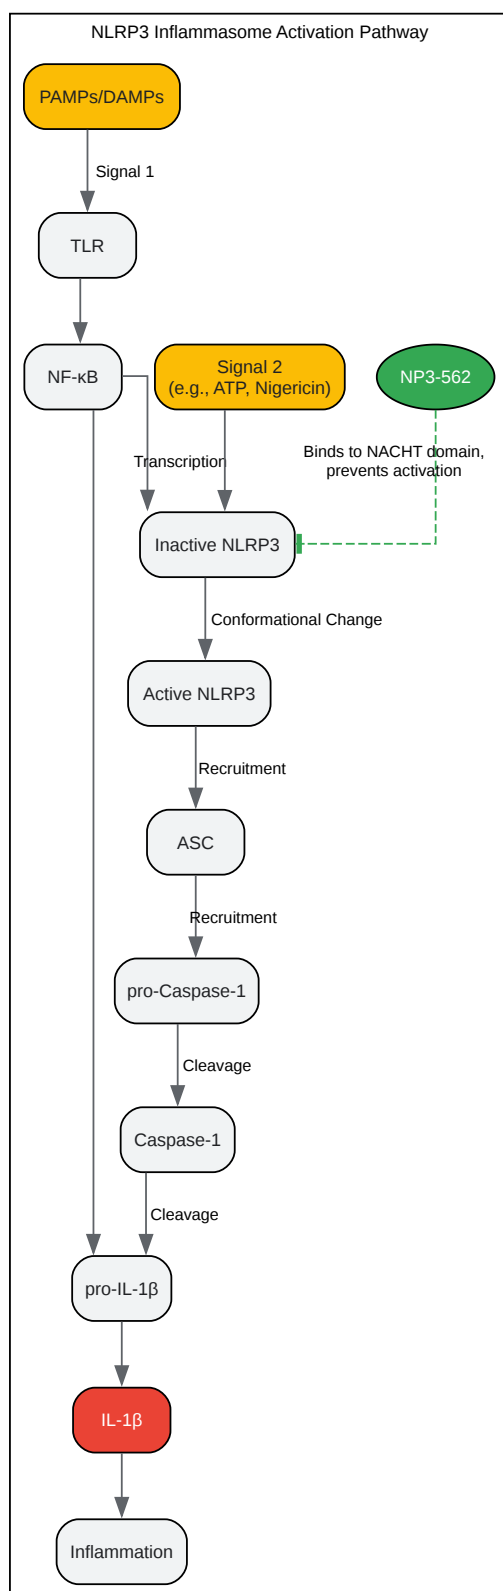 NLRP3 Inflammasome Activation Pathway
PAMPs/DAMPs
Signal 1
TLR
NF-κB
Signal 2
(e.g., ATP, Nigericin)
NP3-562
Transcription
Binds to NACHT domain,
prevents activation
Inactive NLRP3
Conformational Change
Active NLRP3
Recruitment
ASC
Recruitment
pro-Caspase-1
Cleavage
Caspase-1
Cleavage
pro-IL-1β
IL-1β
Inflammation